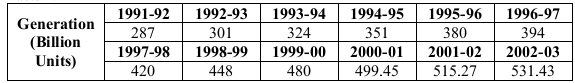 Generation (Billion Units) 1991-92 1992-93 1993-94 1994-95 1995-96 1996-97
287 301 324 351 380 394
1997-98 1998-99 1999-00 2000-01 2001-02 2002-03
420 448 480 499.45 515.27 531.43